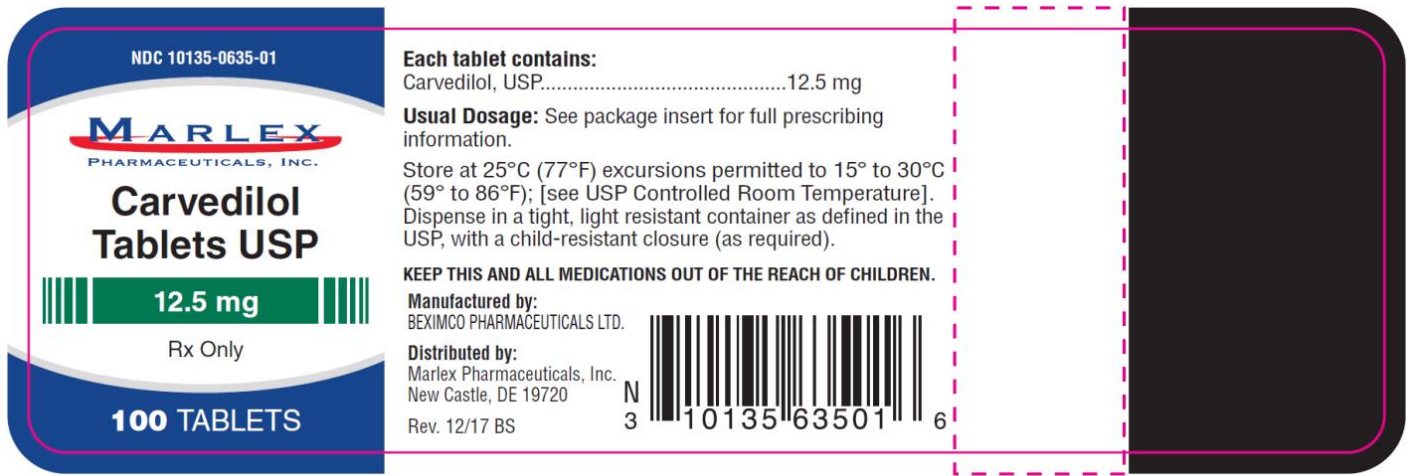 NDC 10135-0635-01
MARLEX
PHARMACEUTICALS, INC.
Carvedilol
Tablets USP
12.5 mg
Rx Only
100 TABLETS
Each tablet contains:
Carvedilol, USP..............................................12.5 mg
Usual Dosage: See package insert for full prescribing
information.
Store at 25°C (77°F) excursions permitted to 15° to 30°C
(59° to 86°F); [see USP Controlled Room Temperature].
Dispense in a tight, light resistant container as defined in the
USP, with a child-resistant closure (as required).
KEEP THIS AND ALL MEDICATIONS OUT OF THE REACH OF CHILDREN.
Manufactured by:
BEXIMCO PHARMACEUTICALS LTD.
Distributed by:
Marlex Pharmaceuticals, Inc.
New Castle, DE 19720
Rev. 12/17 BS
N
3 10135 63501 6